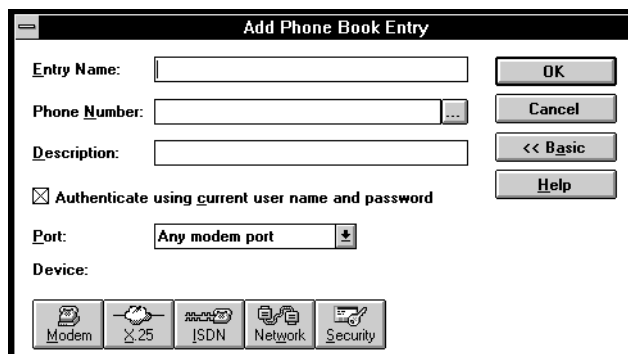 Add Phone Book Entry
Entry Name:
OK
Phone Number:
...
Cancel
Description:
<< Basic
Authenticate using current user name and password
Help
Port:
Any modem port
Device:
Modem
X.25
ISDN
Network
Security